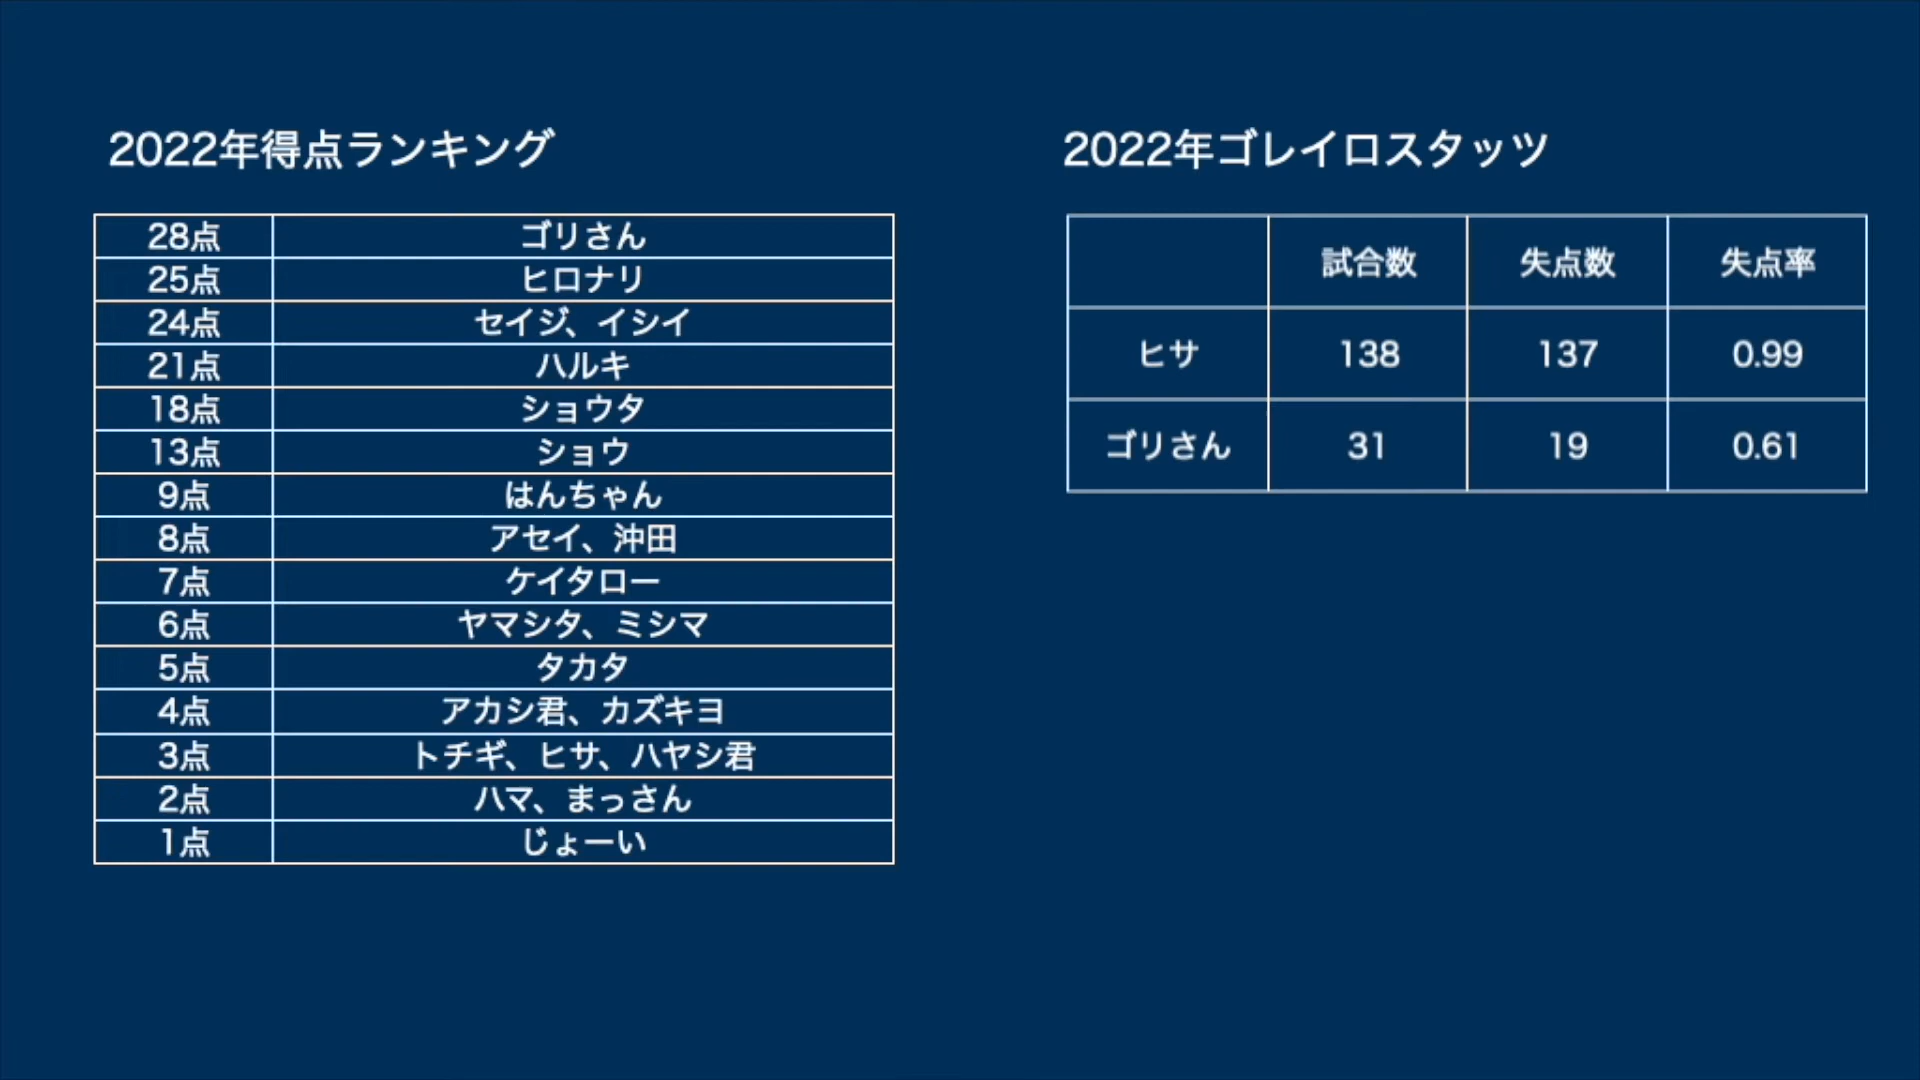 2022年得点ランキング
28点 ゴリさん
25点 ヒロナリ
24点 セイジ、イシイ
21点 ハルキ
18点 ショウタ
13点 ショウ
9点 はんちゃん
8点 アセイ、沖田
7点 ケイタロー
6点 ヤマシタ、ミシマ
5点 タカタ
4点 アカシ君、カズキヨ
3点 トチギ、ヒサ、ハヤシ君
2点 ハマ、まっさん
1点 じょーい
2022年ゴレイロスタッツ
試合数 失点数 失点率
ヒサ 138 137 0.99
ゴリさん 31 19 0.61